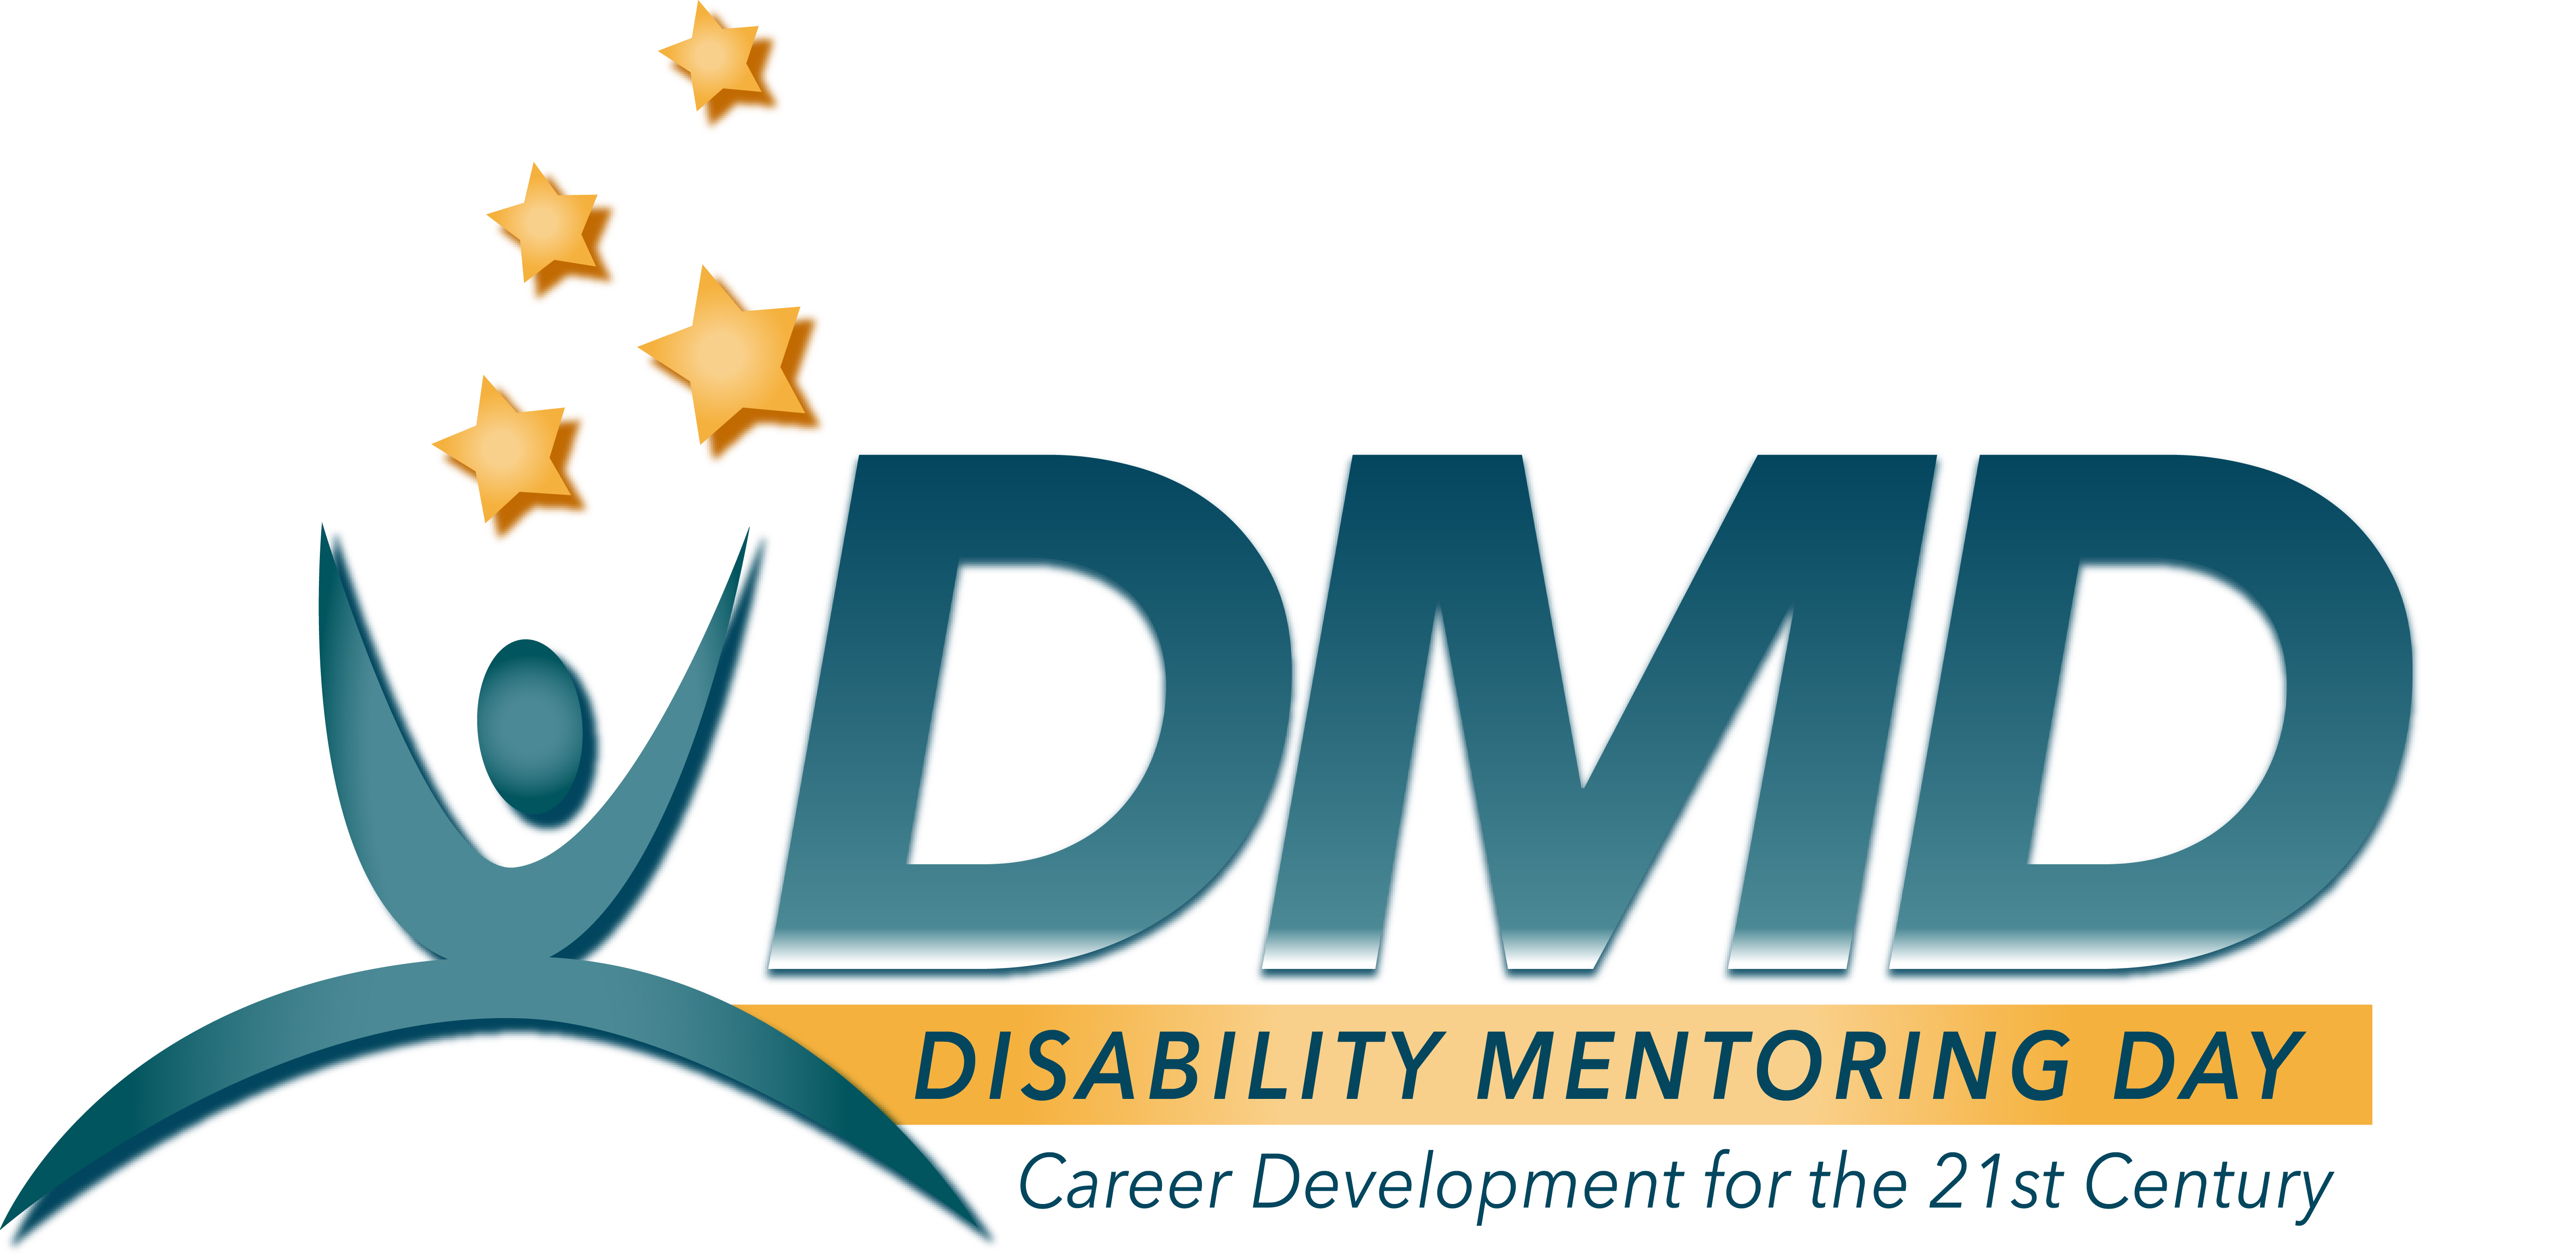 DMD
DISABILITY MENTORING DAY
Career Development for the 21st Century